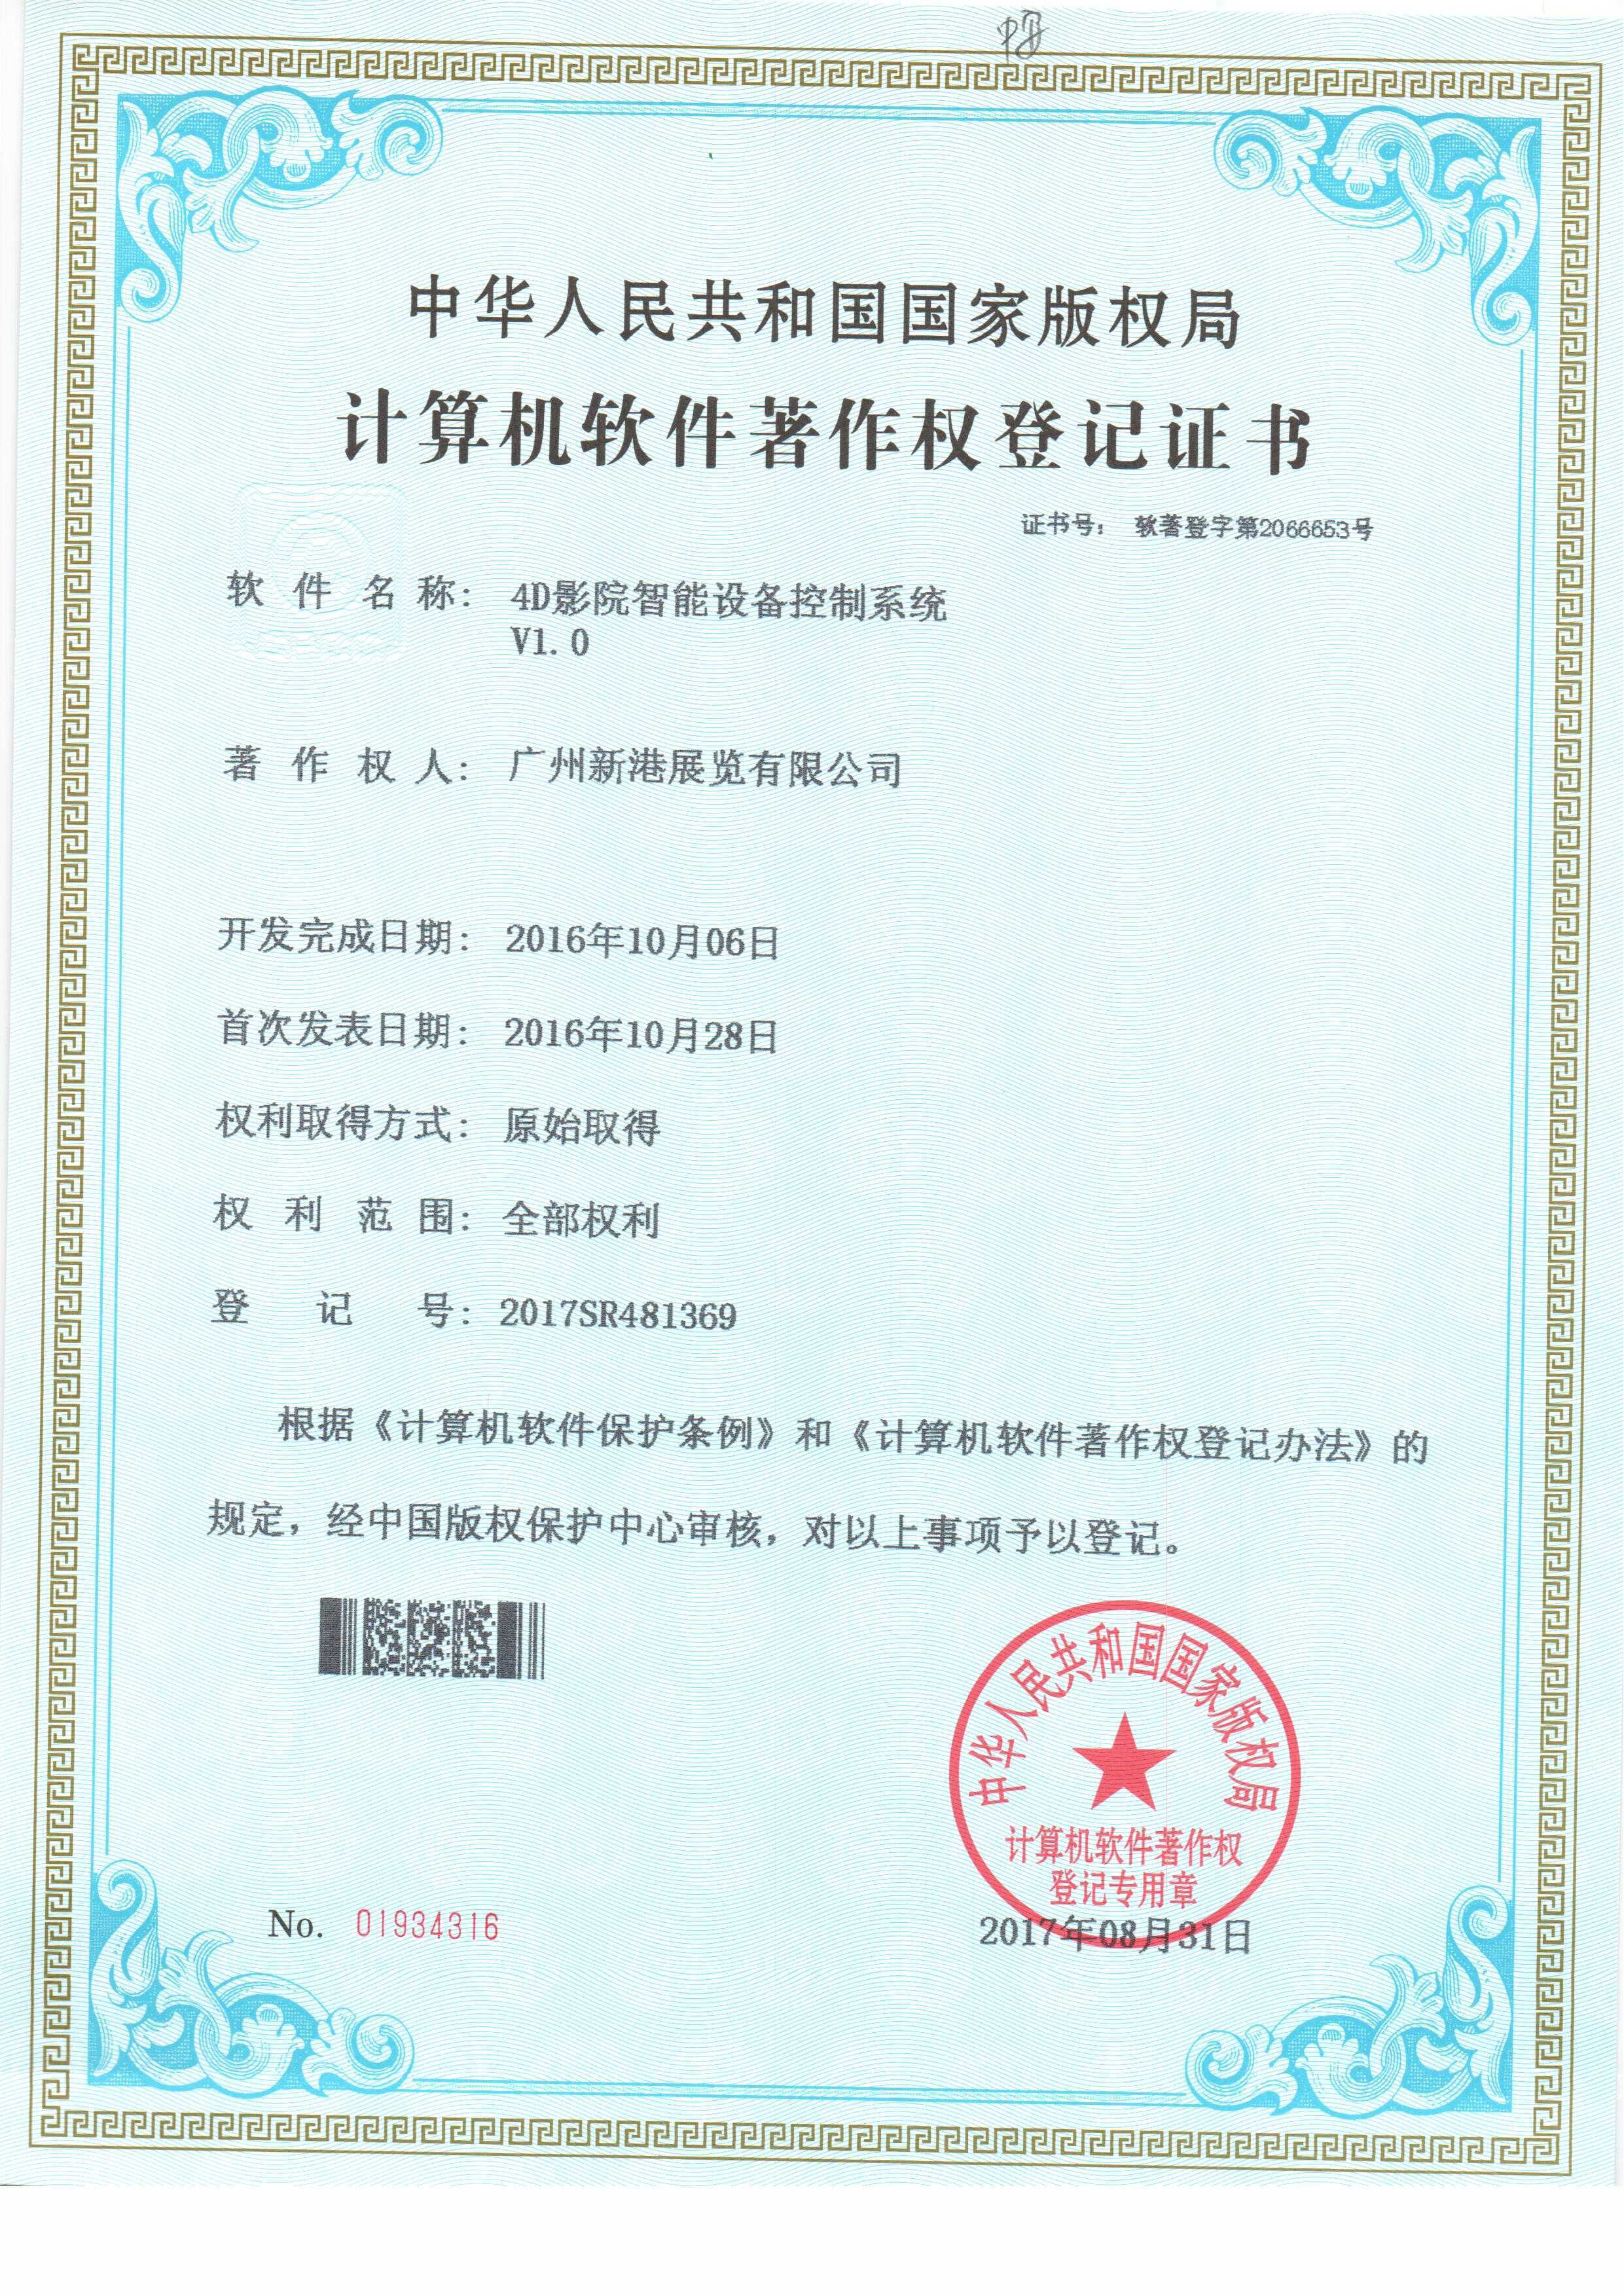 中华人民共和国国家版权局
计算机软件著作权登记证书
证书号： 软著登字第2066653号
软件名称： 4D影院智能设备控制系统
V1.0
著作权人： 广州新港展览有限公司
开发完成日期： 2016年10月06日
首次发表日期： 2016年10月28日
权利取得方式： 原始取得
权利范围： 全部权利
登记号： 2017SR481369
根据《计算机软件保护条例》和《计算机软件著作权登记办法》的
规定，经中国版权保护中心审核，对以上事项予以登记。
中华人民共和国国家版权局
计算机软件著作权
登记专用章
No. 01934316
2017年08月31日